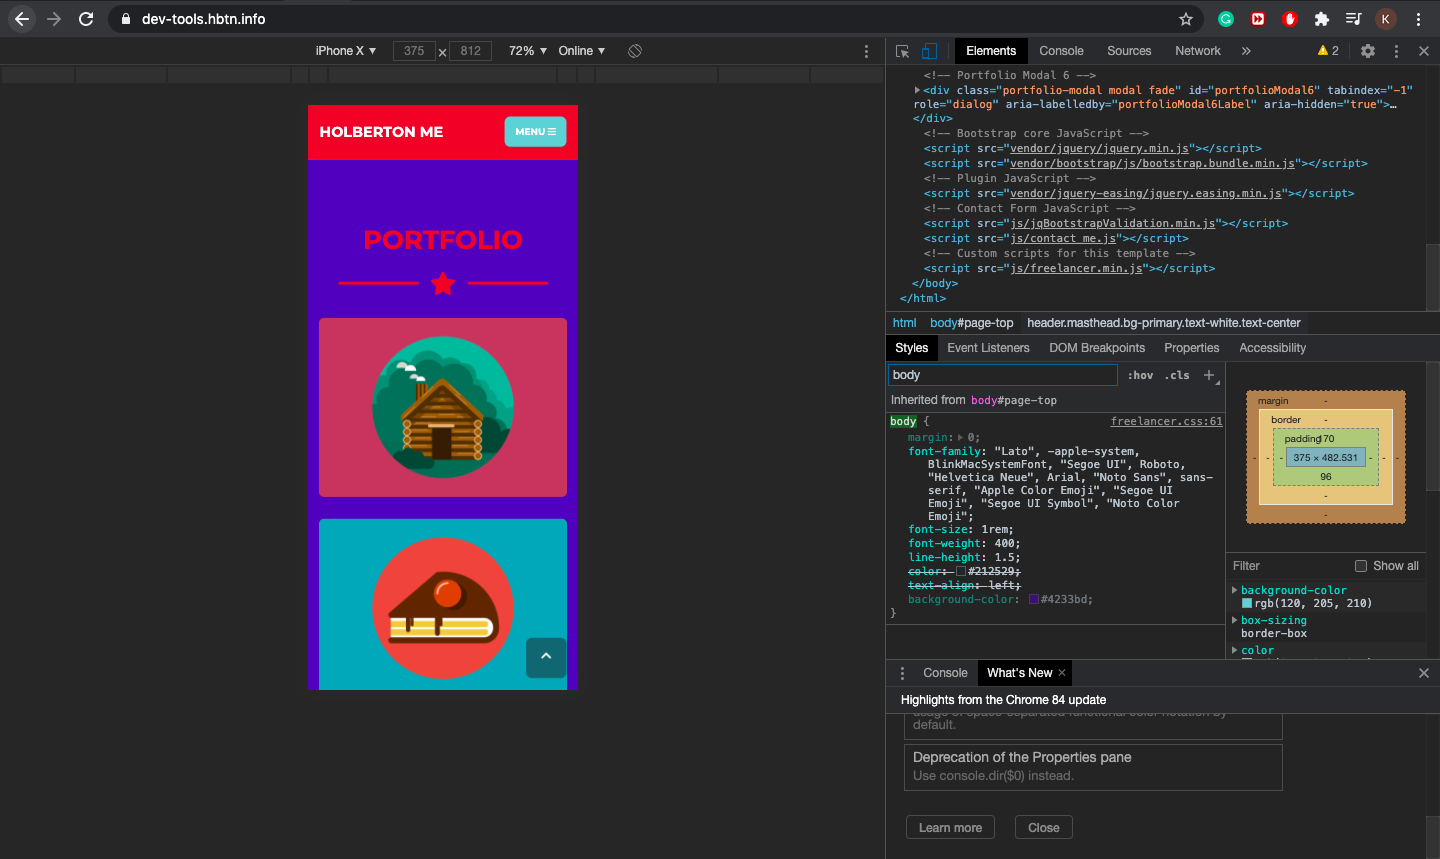 dev-tools.hbtn.info
K
iPhone X ▼ 375 × 812 72% ▼ Online ▼
Elements Console Sources Network » 2
HOLBERTON ME
MENU
PORTFOLIO
<!-- Portfolio Modal 6 -->
<div class="portfolio-modal modal fade" id="portfolioModal6" tabindex="-1"
role="dialog" aria-labelledby="portfolioModal6Label" aria-hidden="true">…
</div>
<!-- Bootstrap core JavaScript -->
<script src="vendor/jquery/jquery.min.js"></script>
<script src="vendor/bootstrap/js/bootstrap.bundle.min.js"></script>
<!-- Plugin JavaScript -->
<script src="vendor/jquery-easing/jquery.easing.min.js"></script>
<!-- Contact Form JavaScript -->
<script src="js/jqBootstrapValidation.min.js"></script>
<script src="js/contact_me.js"></script>
<!-- Custom scripts for this template -->
<script src="js/freelancer.min.js"></script>
</body>
</html>
html body#page-top header.masthead.bg-primary.text-white.text-center
Styles Event Listeners DOM Breakpoints Properties Accessibility
body :hov .cls +
Inherited from body#page-top
body { freelancer.css:61
margin: 0;
font-family: "Lato", -apple-system,
BlinkMacSystemFont, "Segoe UI", Roboto,
"Helvetica Neue", Arial, "Noto Sans", sans-
serif, "Apple Color Emoji", "Segoe UI
Emoji", "Segoe UI Symbol", "Noto Color
Emoji";
font-size: 1rem;
font-weight: 400;
line-height: 1.5;
color: #212529;
text-align: left;
background-color: #4233bd;
}
margin -
border -
padding 170
- - - 375 × 482.531 - - -
96
-
-
Filter Show all
background-color
rgb(120, 205, 210)
box-sizing
border-box
color
Console What's New ×
Highlights from the Chrome 84 update
usage of space-separated functional color notation by
default.
Deprecation of the Properties pane
Use console.dir($0) instead.
Learn more Close